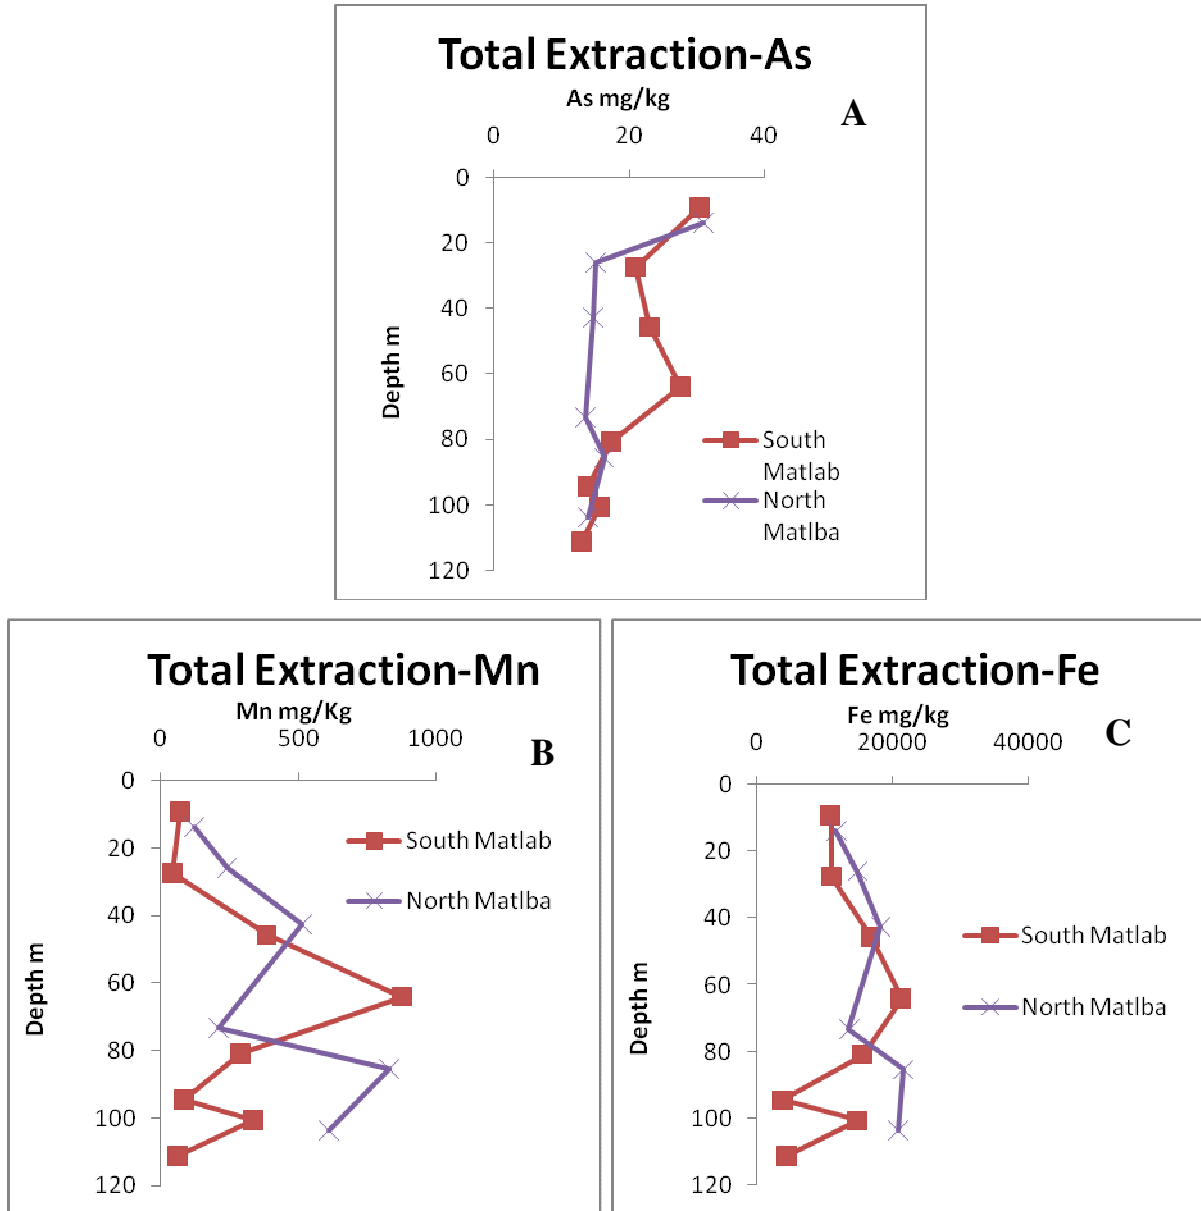 Total Extraction-As
As mg/kg
A
0 20 40
0
20
40
60
80
100
120
Depth m
South
Matlab
North
Matlba
Total Extraction-Mn
Mn mg/Kg
0 500 1000
B
0
20
40
60
80
100
120
Depth m
South Matlab
North Matlba
Total Extraction-Fe
Fe mg/kg
0 20000 40000
C
0
20
40
60
80
100
120
Depth m
South Matlab
North Matlba